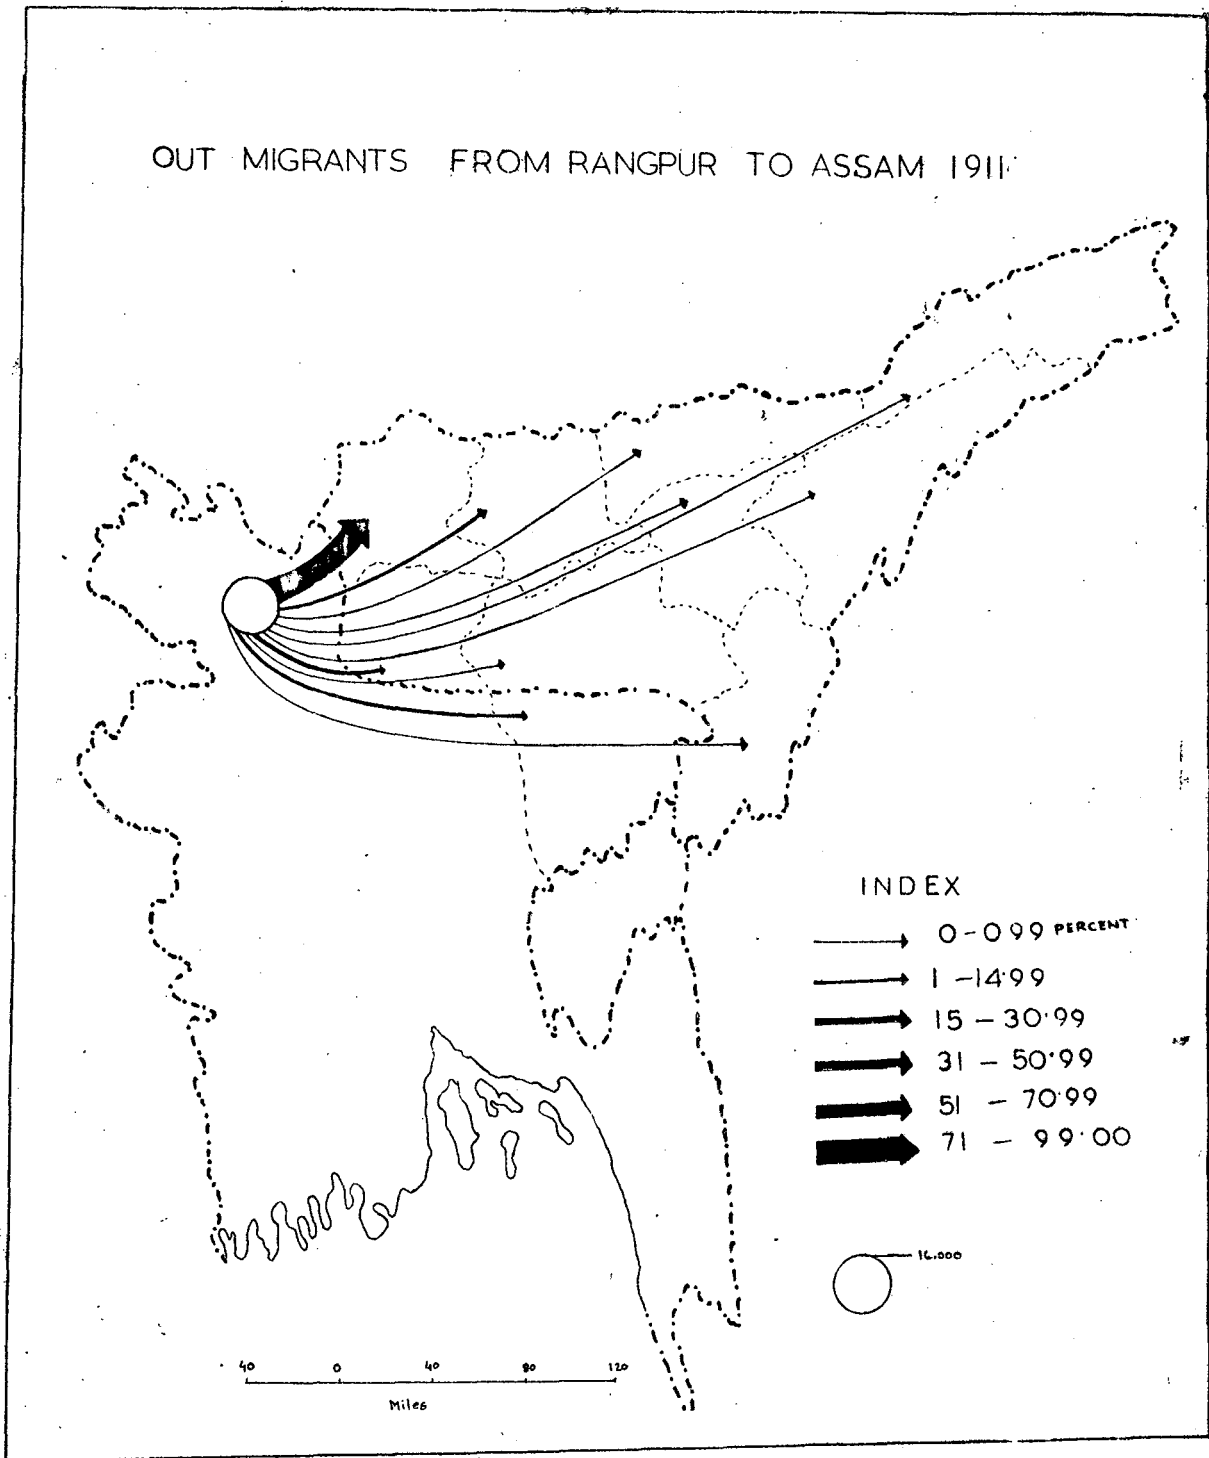 OUT MIGRANTS FROM RANGPUR TO ASSAM 1911
INDEX
0-0.99 PERCENT
1-14.99
15-30.99
31-50.99
51-70.99
71-99.00
16.000
40 0 40 80 120
Miles